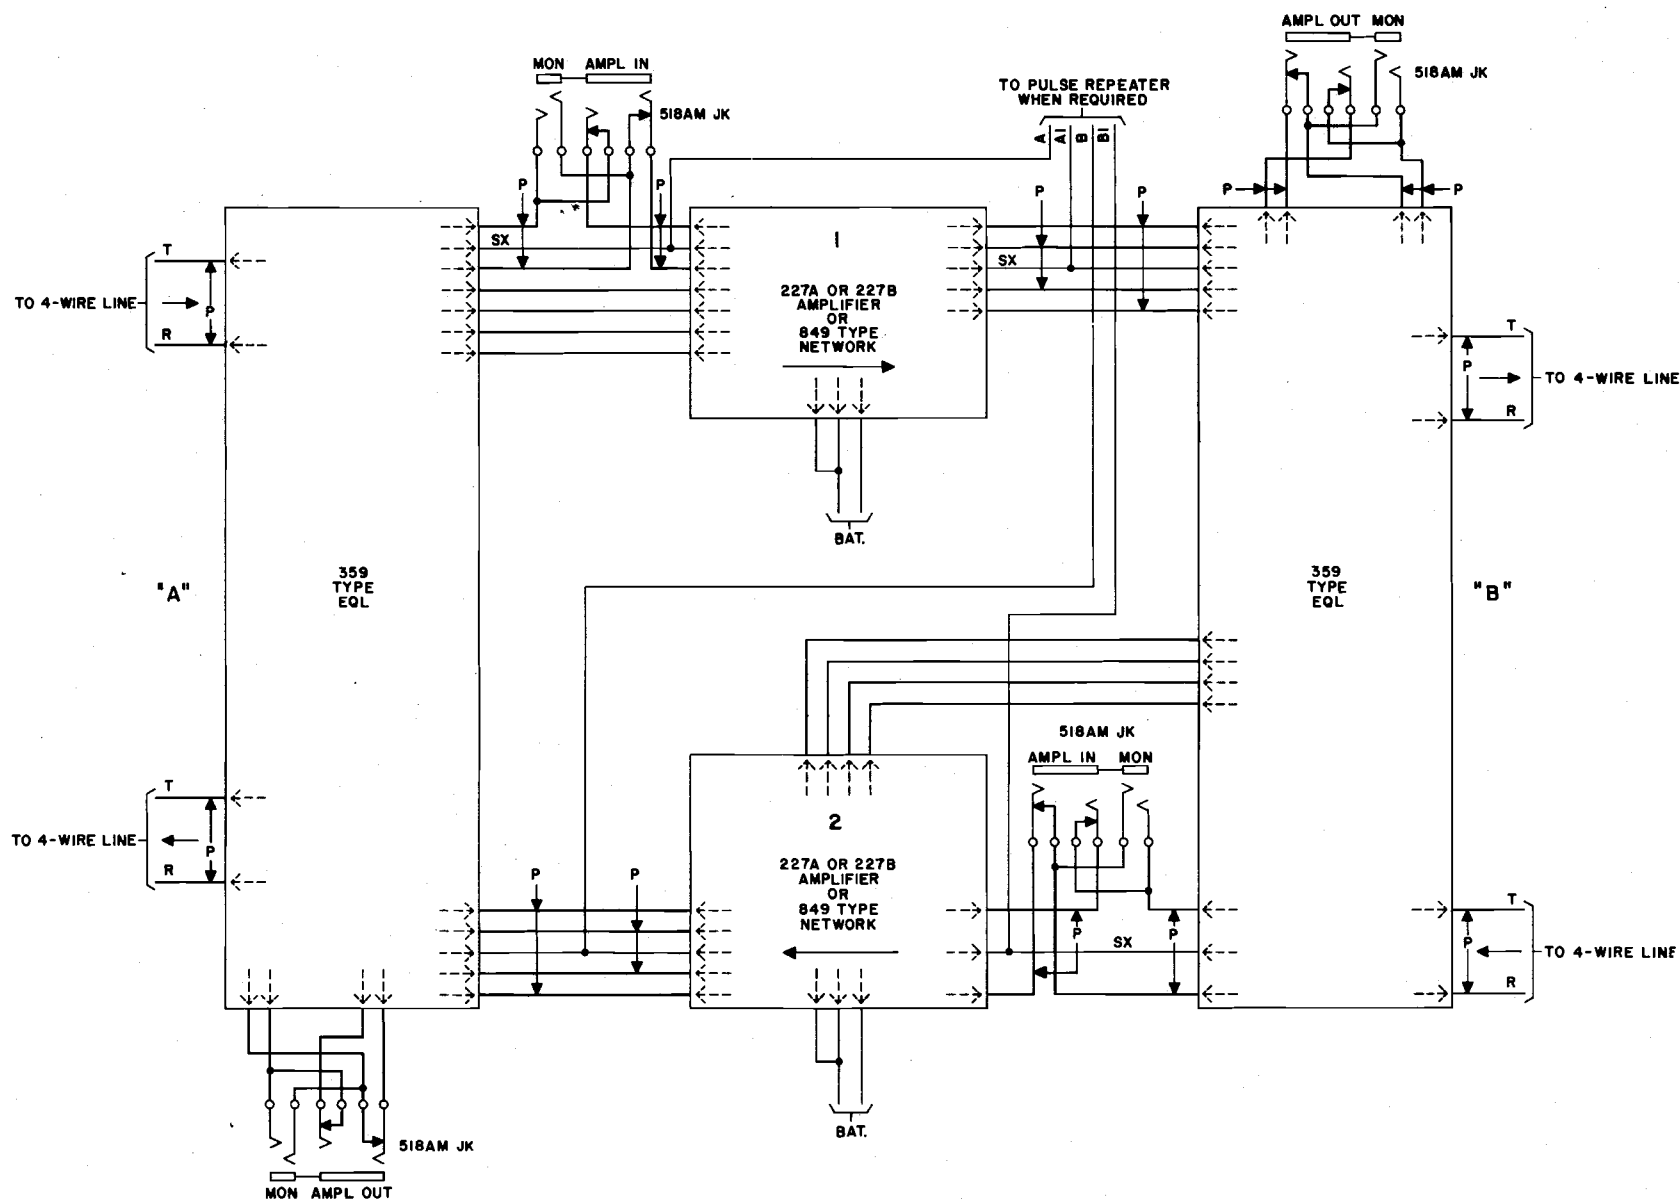 AMPL OUT MON
518AM JK
MON AMPL IN
518AM JK
TO PULSE REPEATER
WHEN REQUIRED
A
A1
B
B1
P
P
P
P
P
P
SX
SX
1
227A OR 227B
AMPLIFIER
OR
849 TYPE
NETWORK
BAT.
T
P
R
TO 4-WIRE LINE
T
P
R
TO 4-WIRE LINE
"A"
359
TYPE
EQL
359
TYPE
EQL
"B"
T
P
R
TO 4-WIRE LINE
518AM JK
AMPL IN MON
2
227A OR 227B
AMPLIFIER
OR
849 TYPE
NETWORK
P
P
P
SX
P
T
P
R
TO 4-WIRE LINE
BAT.
518AM JK
MON AMPL OUT